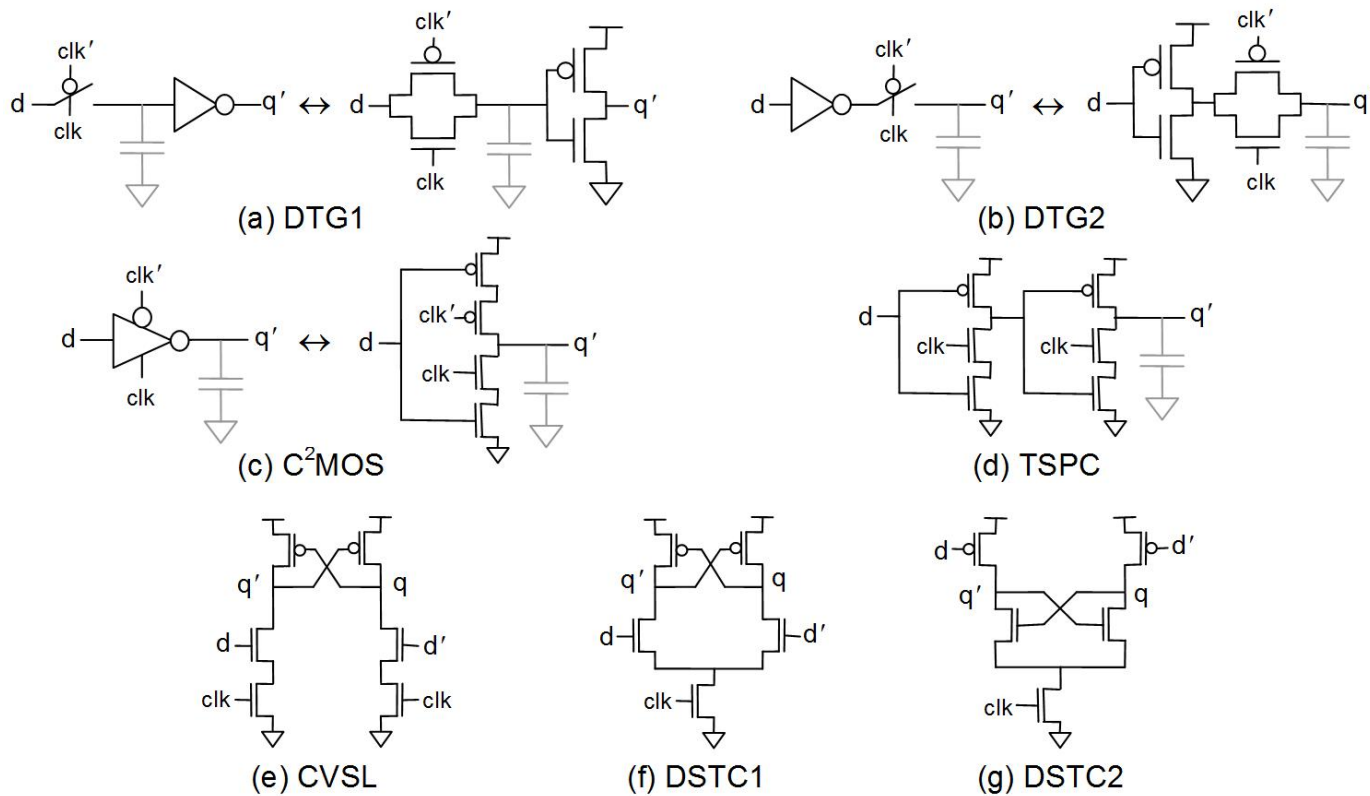 clk′ clk′ clk′ clk′
d q′ ↔ d q′ d q′ ↔ d q
clk clk clk clk
(a) DTG1 (b) DTG2
clk′
d q′ ↔ d clk′ q′ d q′
clk clk clk clk
(c) C²MOS (d) TSPC
q′ q q′ q d d′
d d′ d d′ q′ q
clk clk clk clk
(e) CVSL (f) DSTC1 (g) DSTC2